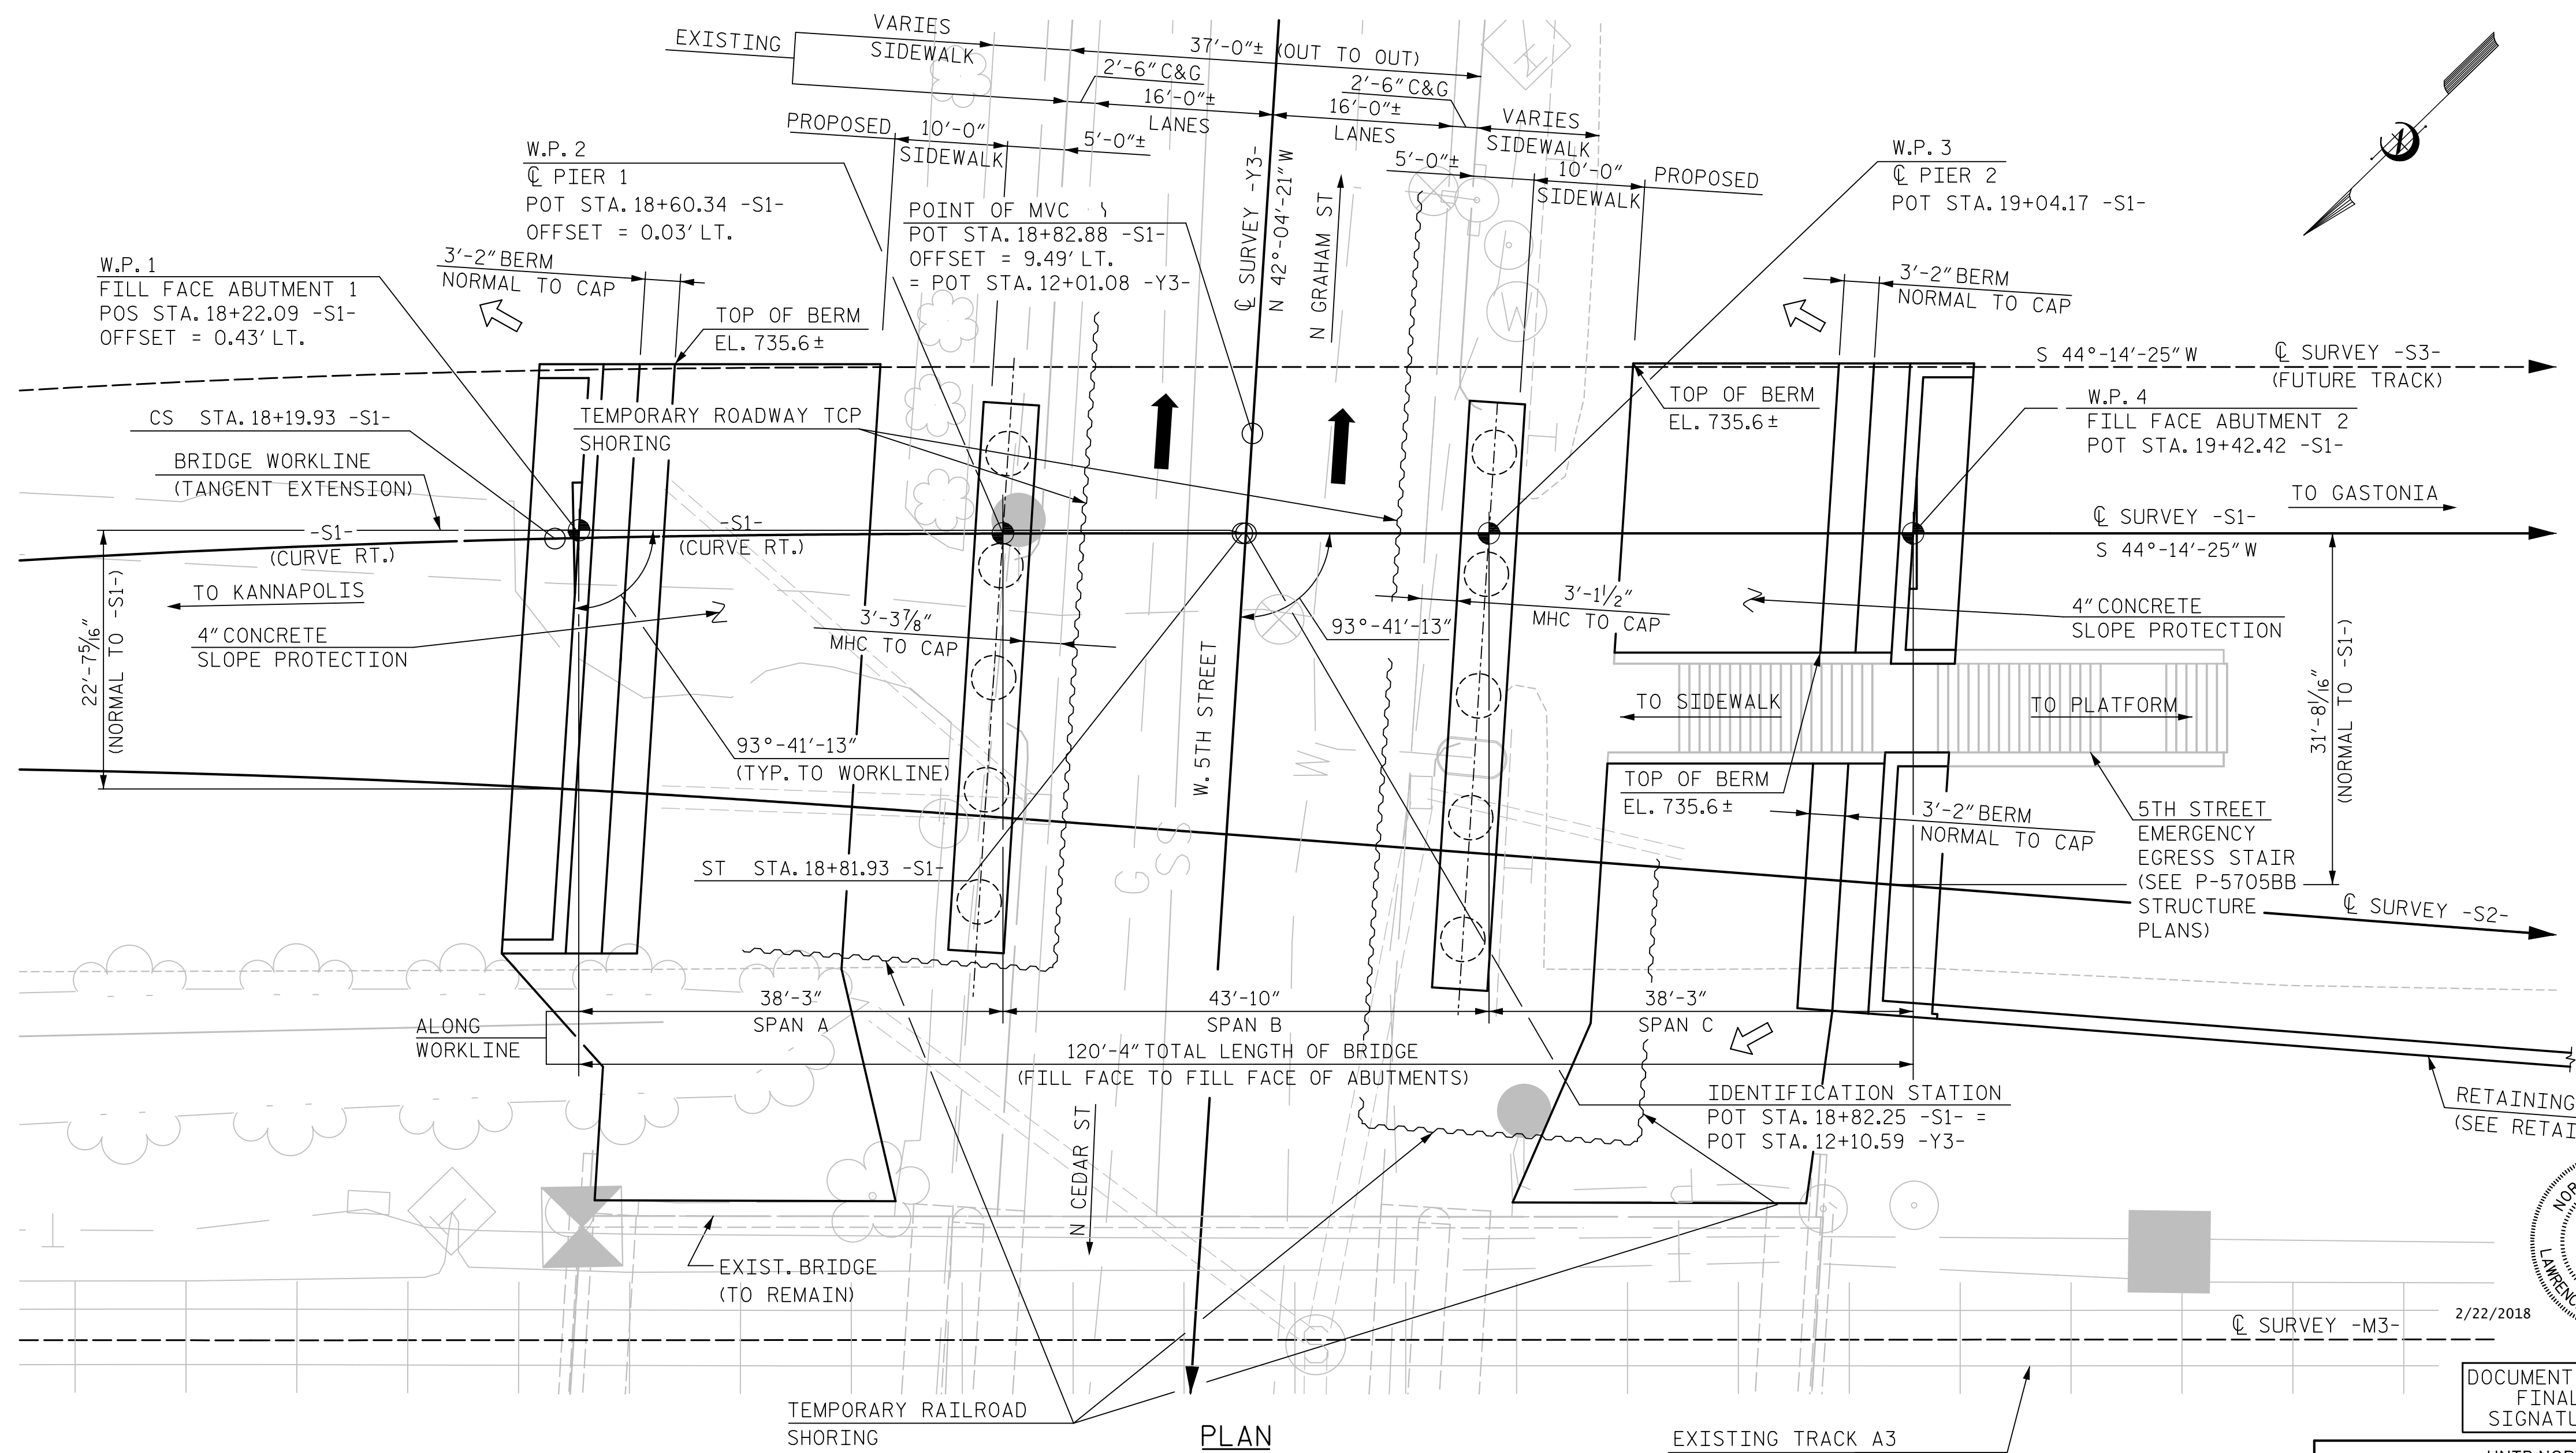 VARIES
SIDEWALK
EXISTING
37'-0"± (OUT TO OUT)
2'-6" C&G
2'-6" C&G
16'-0"±
LANES
16'-0"±
LANES
VARIES
SIDEWALK
PROPOSED
10'-0"
SIDEWALK
5'-0"±
5'-0"±
10'-0"
SIDEWALK
PROPOSED
W.P. 2
℄ PIER 1
POT STA. 18+60.34 -S1-
OFFSET = 0.03' LT.
POINT OF MVC
POT STA. 18+82.88 -S1-
OFFSET = 9.49' LT.
= POT STA. 12+01.08 -Y3-
℄ SURVEY -Y3-
N 42°-04'-21" W
N GRAHAM ST
W.P. 3
℄ PIER 2
POT STA. 19+04.17 -S1-
W.P. 1
FILL FACE ABUTMENT 1
POS STA. 18+22.09 -S1-
OFFSET = 0.43' LT.
3'-2" BERM
NORMAL TO CAP
TOP OF BERM
EL. 735.6±
3'-2" BERM
NORMAL TO CAP
W
S 44°-14'-25" W
℄ SURVEY -S3-
(FUTURE TRACK)
TOP OF BERM
EL. 735.6±
W.P. 4
FILL FACE ABUTMENT 2
POT STA. 19+42.42 -S1-
CS STA. 18+19.93 -S1-
TEMPORARY ROADWAY TCP
SHORING
BRIDGE WORKLINE
(TANGENT EXTENSION)
-S1-
(CURVE RT.)
-S1-
(CURVE RT.)
TO GASTONIA
℄ SURVEY -S1-
S 44°-14'-25" W
TO KANNAPOLIS
22'-7 5/16"
(NORMAL TO -S1-)
4" CONCRETE
SLOPE PROTECTION
3'-3 7/8"
MHC TO CAP
93°-41'-13"
3'-1 1/2"
MHC TO CAP
4" CONCRETE
SLOPE PROTECTION
31'-8 1/16"
(NORMAL TO -S1-)
93°-41'-13"
(TYP. TO WORKLINE)
W. 5TH STREET
W
TO SIDEWALK
TO PLATFORM
TOP OF BERM
EL. 735.6±
3'-2" BERM
NORMAL TO CAP
5TH STREET
EMERGENCY
EGRESS STAIR
(SEE P-5705BB
STRUCTURE
PLANS)
G
SS
ST STA. 18+81.93 -S1-
℄ SURVEY -S2-
38'-3"
SPAN A
43'-10"
SPAN B
38'-3"
SPAN C
ALONG
WORKLINE
120'-4" TOTAL LENGTH OF BRIDGE
(FILL FACE TO FILL FACE OF ABUTMENTS)
IDENTIFICATION STATION
POT STA. 18+82.25 -S1- =
POT STA. 12+10.59 -Y3-
RETAINING
(SEE RETAI
N CEDAR ST
EXIST. BRIDGE
(TO REMAIN)
℄ SURVEY -M3-
2/22/2018
DOCUMENT
FINAL
SIGNATU
TEMPORARY RAILROAD
SHORING
PLAN
EXISTING TRACK A3